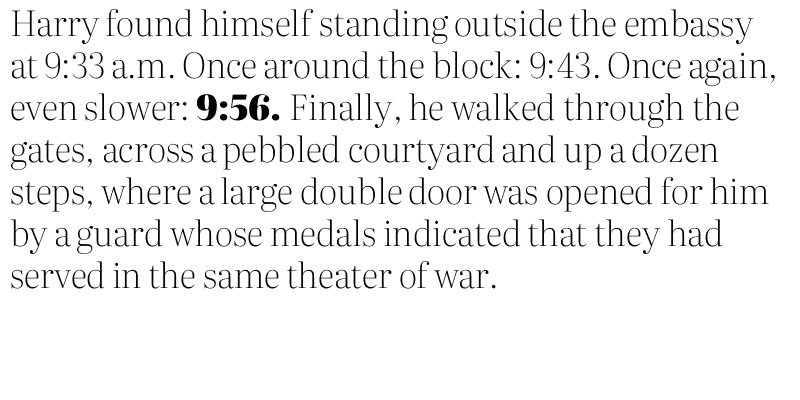 Harry found himself standing outside the embassy
at 9:33 a.m. Once around the block: 9:43. Once again,
even slower: 9:56. Finally, he walked through the
gates, across a pebbled courtyard and up a dozen
steps, where a large double door was opened for him
by a guard whose medals indicated that they had
served in the same theater of war.